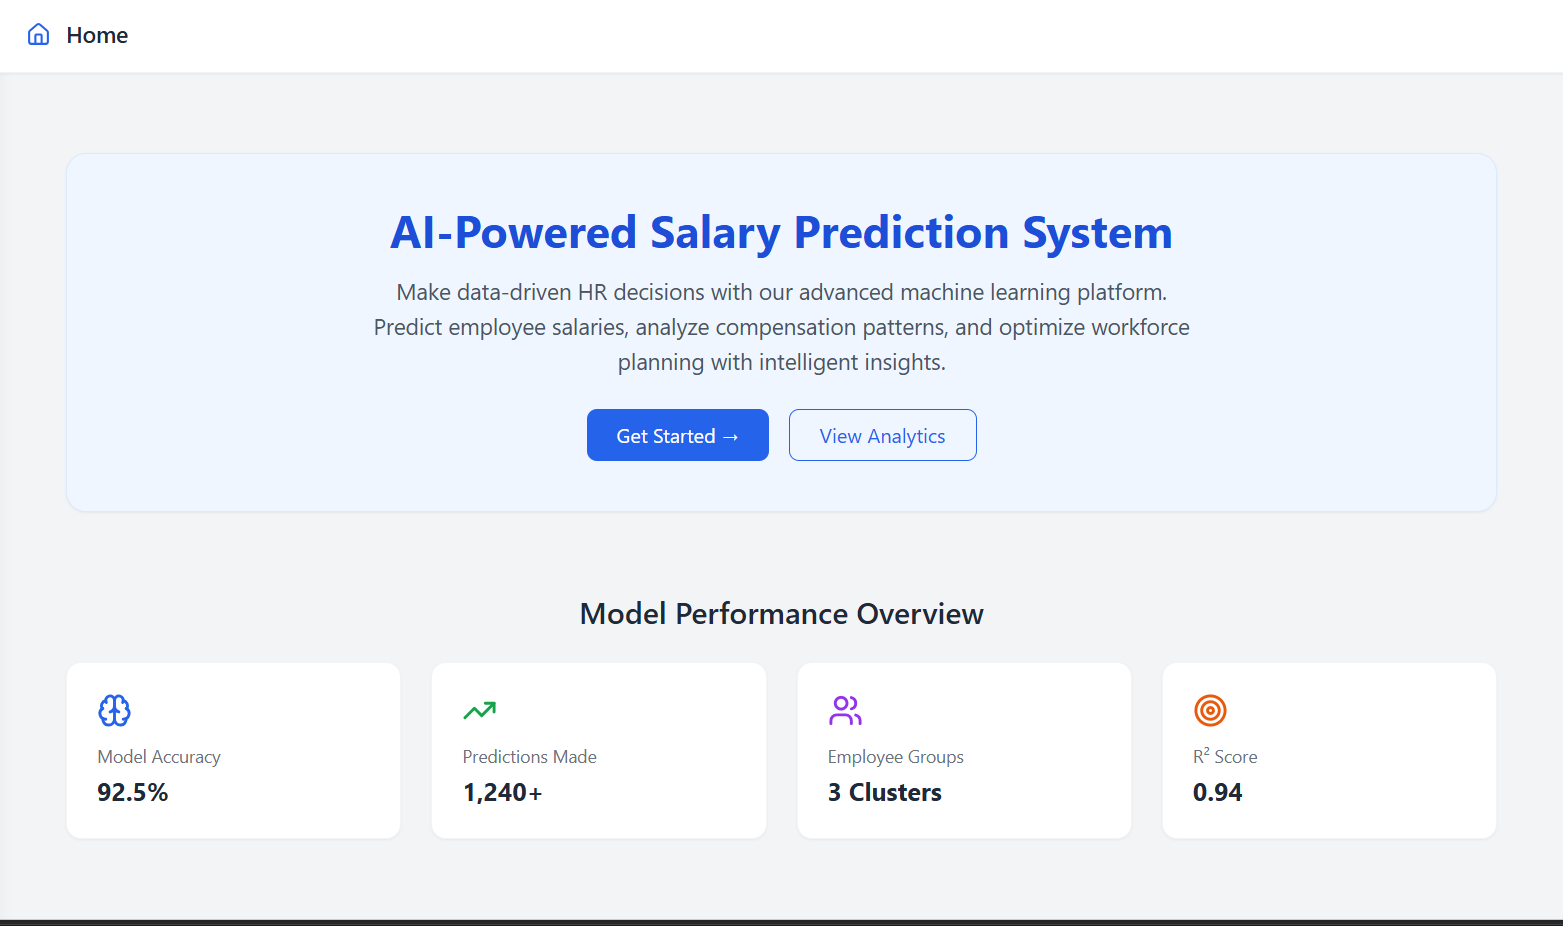 Home
AI-Powered Salary Prediction System
Make data-driven HR decisions with our advanced machine learning platform.
Predict employee salaries, analyze compensation patterns, and optimize workforce
planning with intelligent insights.
Get Started →
View Analytics
Model Performance Overview
Model Accuracy
92.5%
Predictions Made
1,240+
Employee Groups
3 Clusters
R² Score
0.94